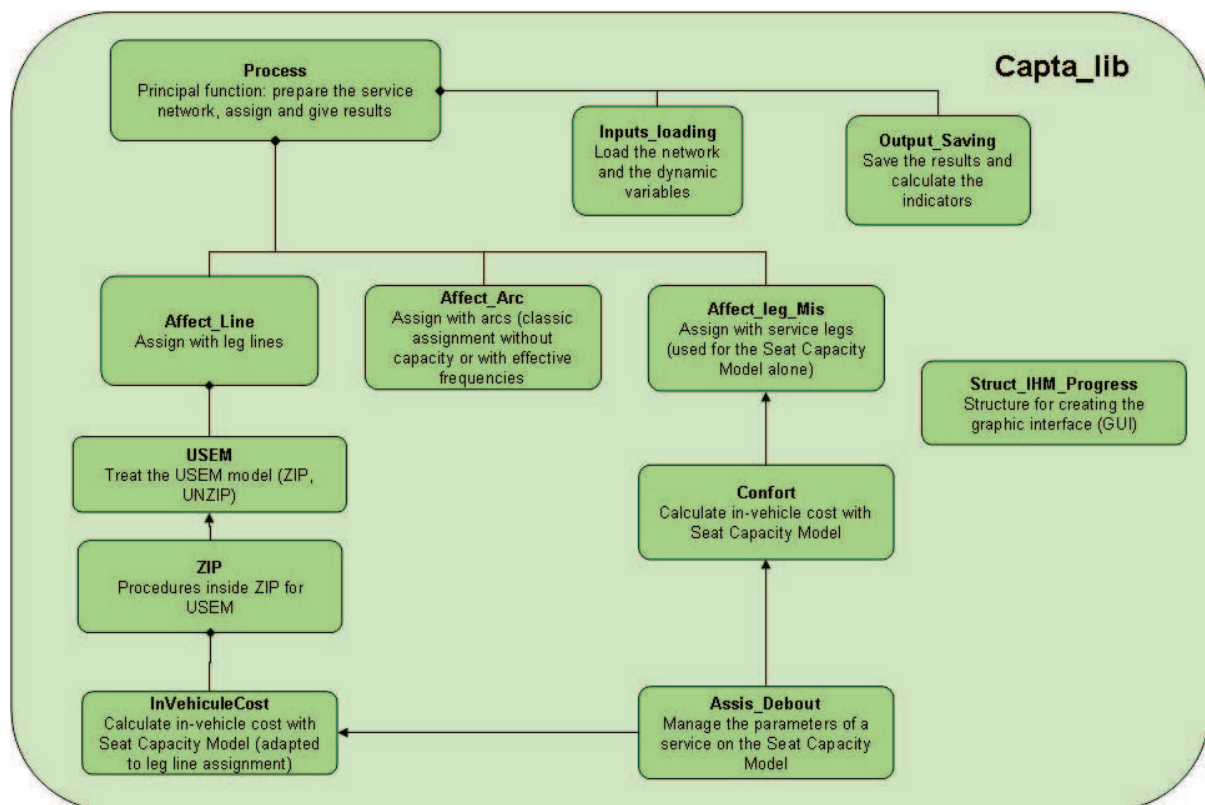 Capta_lib
Process
Principal function: prepare the service
network, assign and give results
Inputs_loading
Load the network
and the dynamic
variables
Output_Saving
Save the results and
calculate the
indicators
Affect_Line
Assign with leg lines
Affect_Arc
Assign with arcs (classic
assignment without
capacity or with effective
frequencies
Affect_leg_Mis
Assign with service legs
(used for the Seat Capacity
Model alone)
Struct_IHM_Progress
Structure for creating the
graphic interface (GUI)
USEM
Treat the USEM model (ZIP,
UNZIP)
Confort
Calculate in-vehicle cost with
Seat Capacity Model
ZIP
Procedures inside ZIP for
USEM
InVehiculeCost
Calculate in-vehicle cost with
Seat Capacity Model (adapted
to leg line assignment)
Assis_Debout
Manage the parameters of a
service on the Seat Capacity
Model